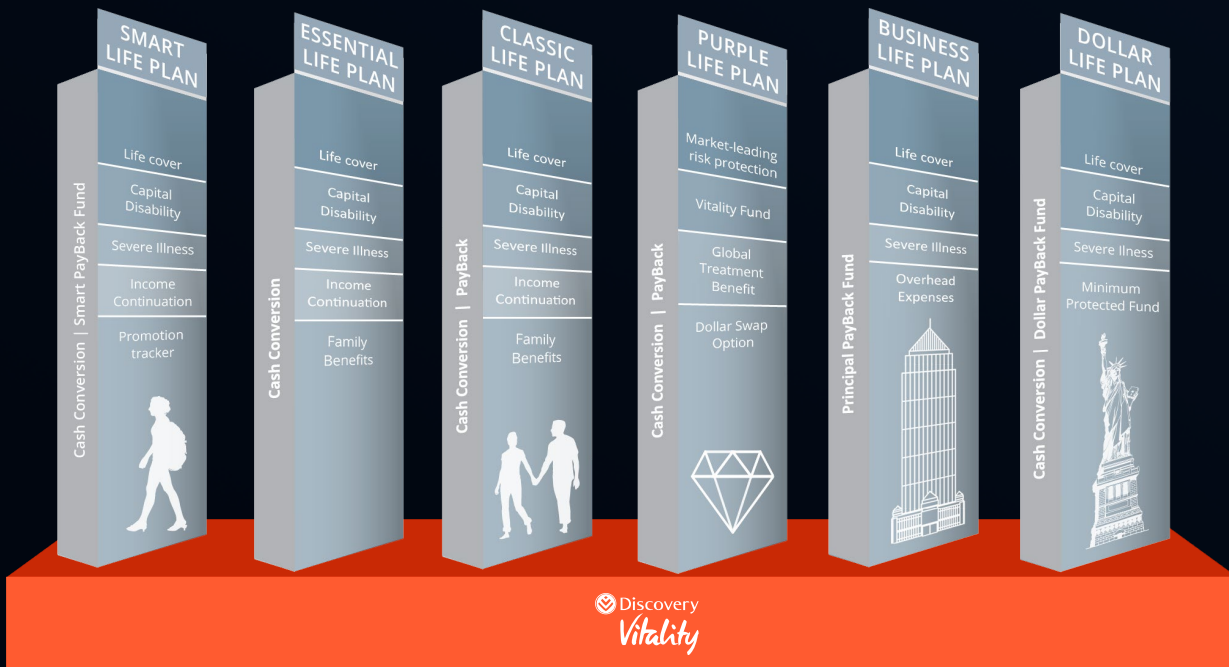 SMART
LIFE PLAN
Life cover
Capital
Disability
Severe Illness
Income
Continuation
Promotion
tracker
Cash Conversion | Smart PayBack Fund
ESSENTIAL
LIFE PLAN
Life cover
Capital
Disability
Severe Illness
Income
Continuation
Family
Benefits
Cash Conversion
CLASSIC
LIFE PLAN
Life cover
Capital
Disability
Severe Illness
Income
Continuation
Family
Benefits
Cash Conversion | PayBack
PURPLE
LIFE PLAN
Market-leading
risk protection
Vitality Fund
Global
Treatment
Benefit
Dollar Swap
Option
Cash Conversion | PayBack
BUSINESS
LIFE PLAN
Life cover
Capital
Disability
Severe Illness
Overhead
Expenses
Principal PayBack Fund
DOLLAR
LIFE PLAN
Life cover
Capital
Disability
Severe Ilness
Minimum
Protected Fund
Cash Conversion | Dollar PayBack Fund
Discovery
Vitality